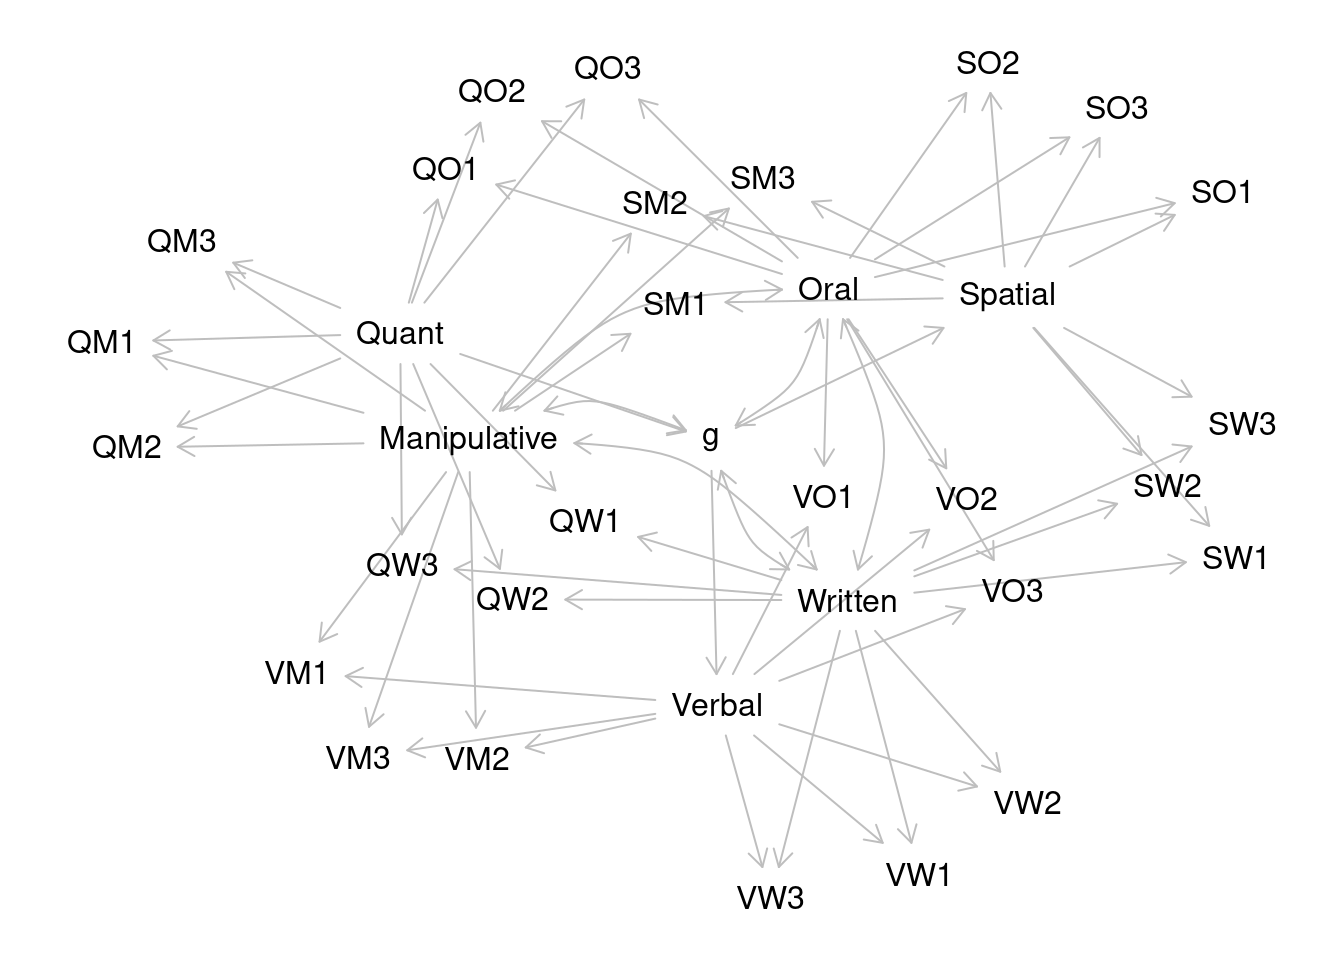 SO2
QO3
QO2
SO3
QO1
SM3
SO1
SM2
QM3
Oral
Spatial
SM1
Quant
QM1
SW3
g
Manipulative
QM2
SW2
VO1
VO2
QW1
SW1
QW3
VO3
QW2
Written
VM1
Verbal
VM3
VM2
VW2
VW1
VW3